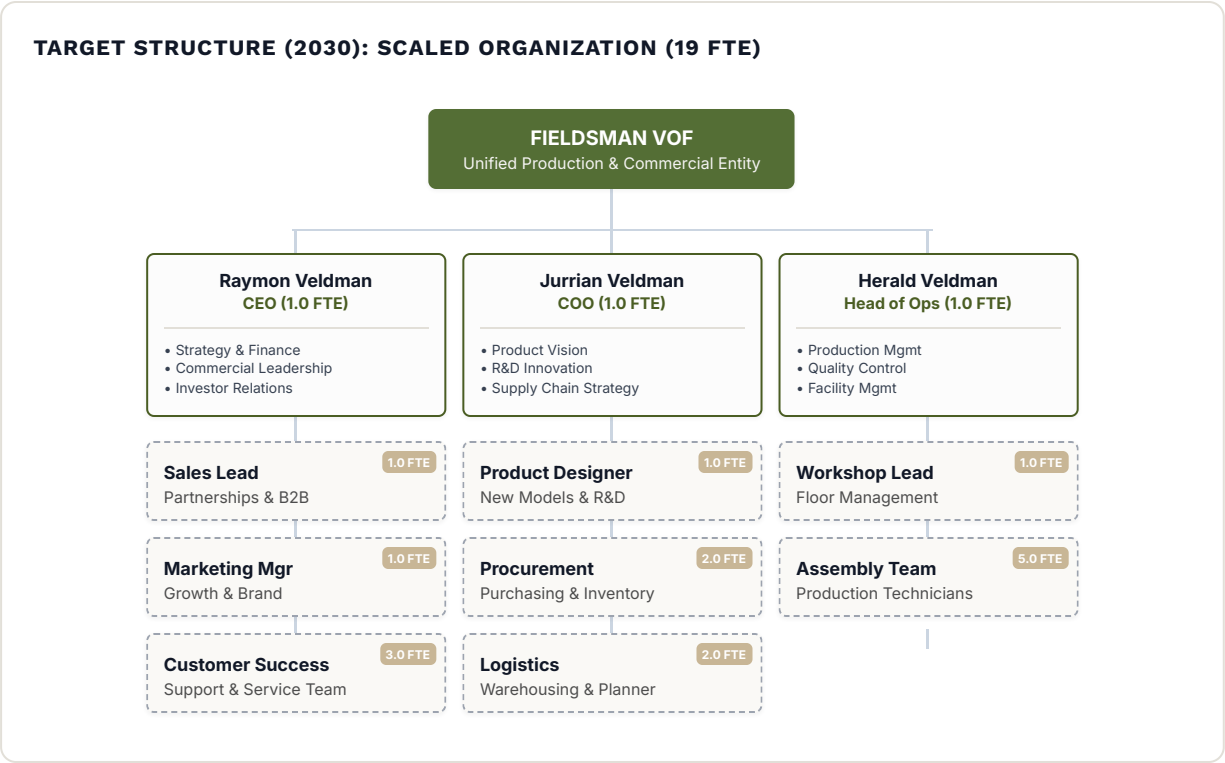 TARGET STRUCTURE (2030): SCALED ORGANIZATION (19 FTE)
FIELDSMAN VOF
Unified Production & Commercial Entity
Raymon Veldman
CEO (1.0 FTE)
• Strategy & Finance
• Commercial Leadership
• Investor Relations
Sales Lead
1.0 FTE
Partnerships & B2B
Marketing Mgr
1.0 FTE
Growth & Brand
Customer Success
3.0 FTE
Support & Service Team
Jurrian Veldman
COO (1.0 FTE)
• Product Vision
• R&D Innovation
• Supply Chain Strategy
Product Designer
1.0 FTE
New Models & R&D
Procurement
2.0 FTE
Purchasing & Inventory
Logistics
2.0 FTE
Warehousing & Planner
Herald Veldman
Head of Ops (1.0 FTE)
• Production Mgmt
• Quality Control
• Facility Mgmt
Workshop Lead
1.0 FTE
Floor Management
Assembly Team
5.0 FTE
Production Technicians